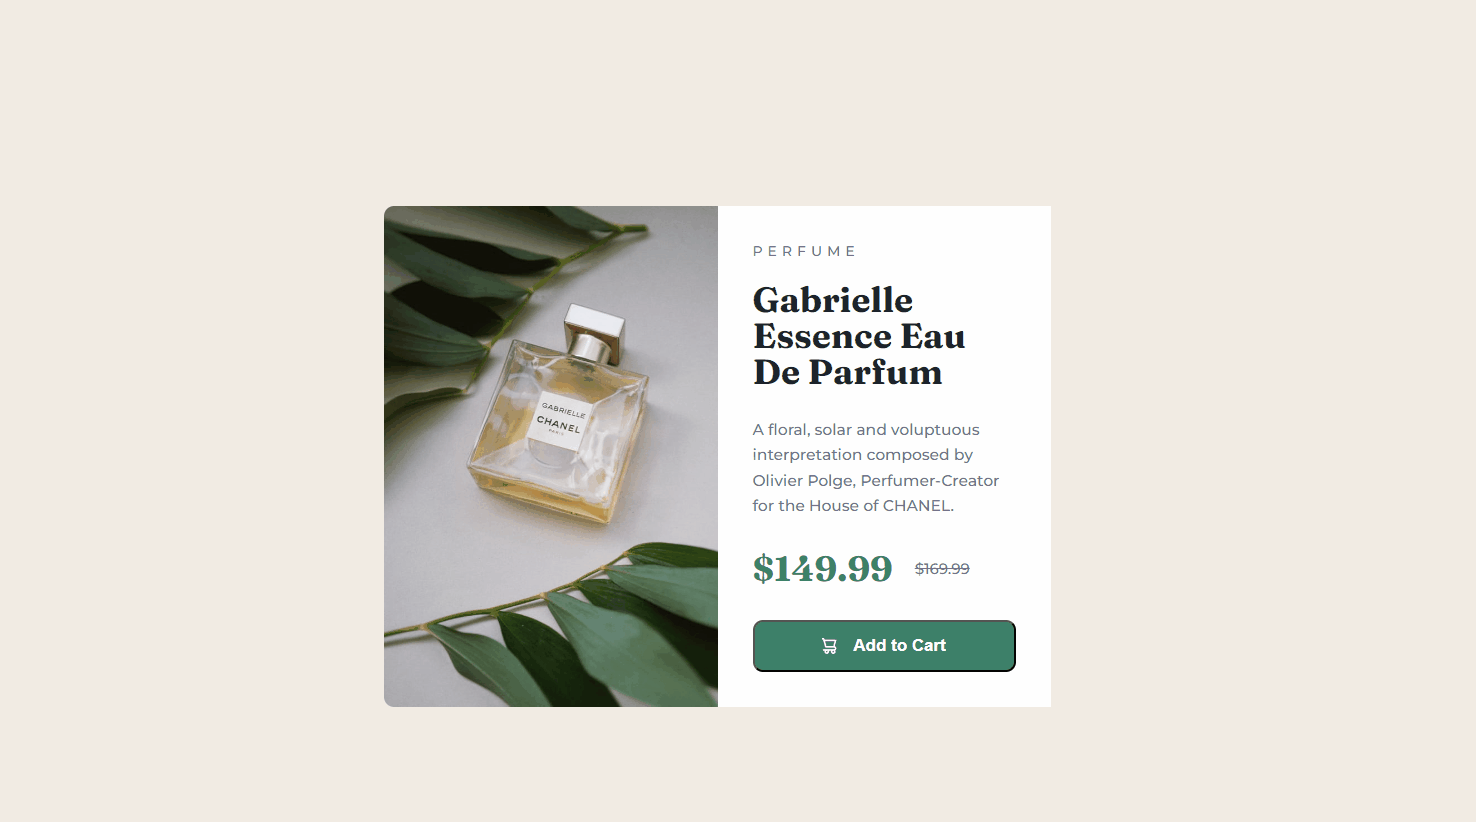 PERFUME
Gabrielle
Essence Eau
De Parfum
A floral, solar and voluptuous
interpretation composed by
Olivier Polge, Perfumer-Creator
for the House of CHANEL.
$149.99 $169.99
Add to Cart
GABRIELLE
CHANEL
PARIS